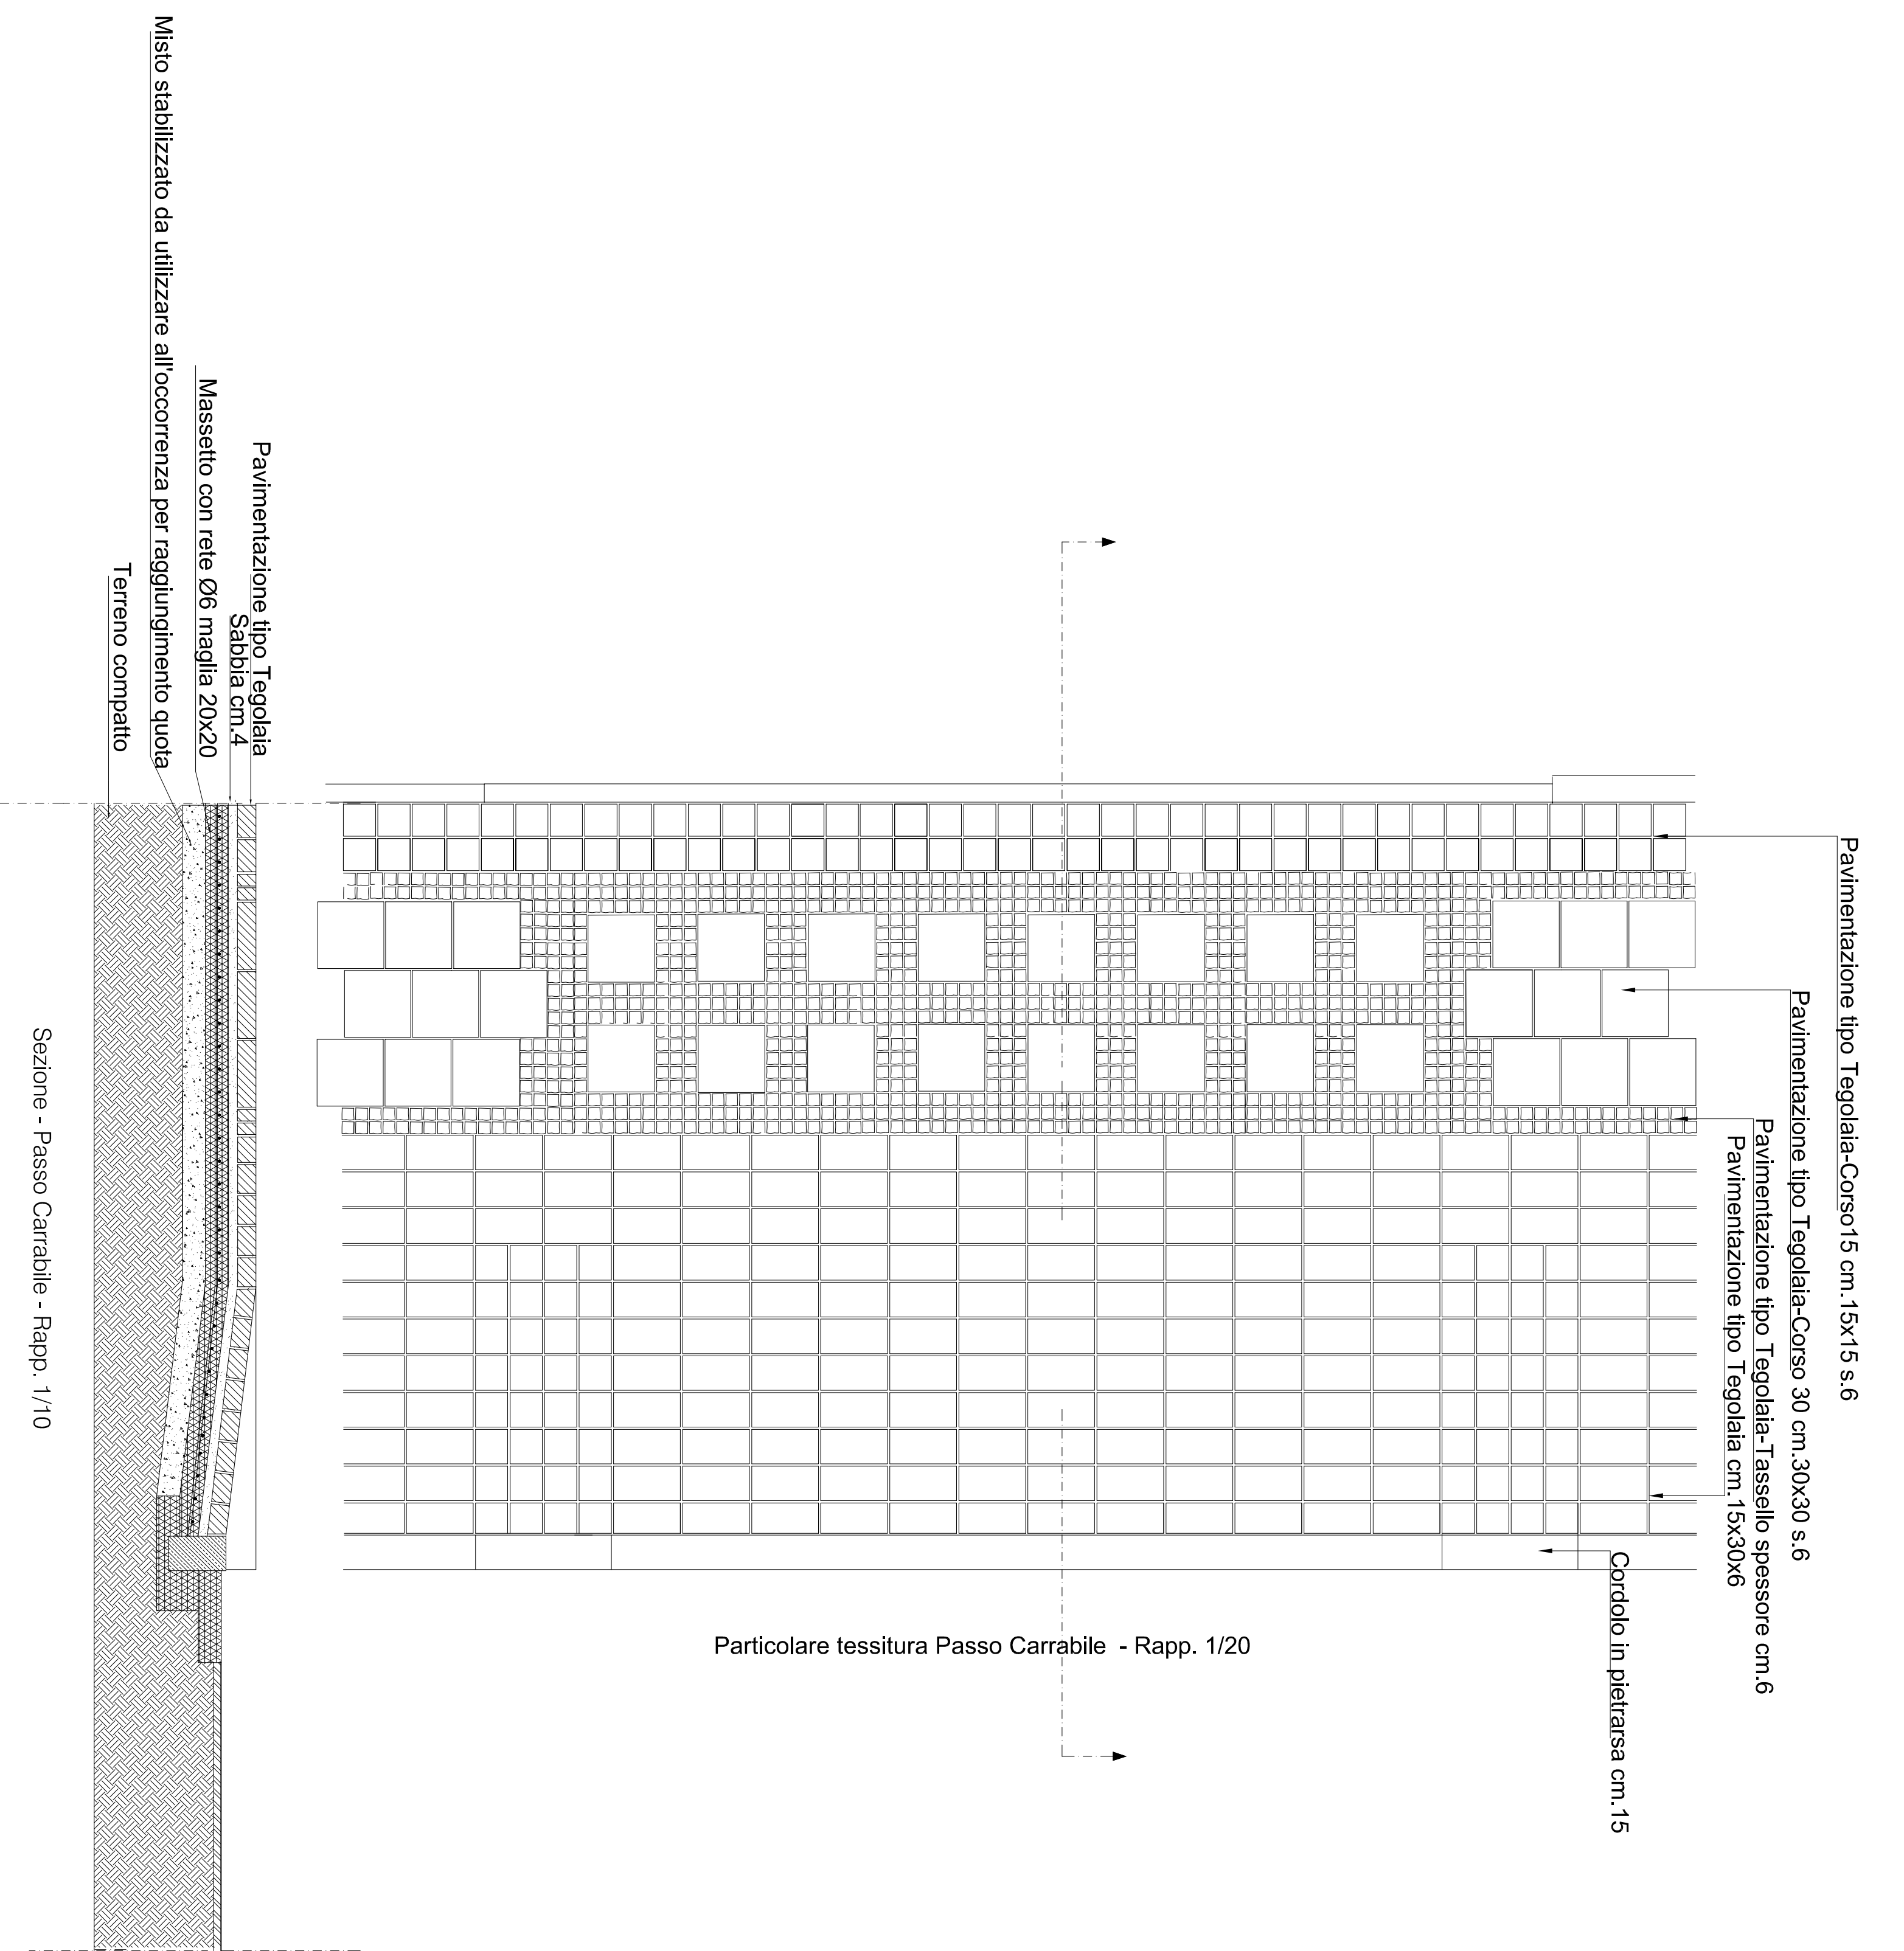 Pavimentazione tipo Tegolaia-Corso15 cm.15x15 s.6
Pavimentazione tipo Tegolaia-Corso 30 cm.30x30 s.6
Pavimentazione tipo Tegolaia-Tassello spessore cm.6
Pavimentazione tipo Tegolaia cm.15x30x6
Cordolo in pietrarsa cm.15
Particolare tessitura Passo Carrabile - Rapp. 1/20
Pavimentazione tipo Tegolaia
Sabbia cm.4
Massetto con rete Ø6 maglia 20x20
Misto stabilizzato da utilizzare all'occorrenza per raggiungimento quota
Terreno compatto
Sezione - Passo Carrabile - Rapp. 1/10